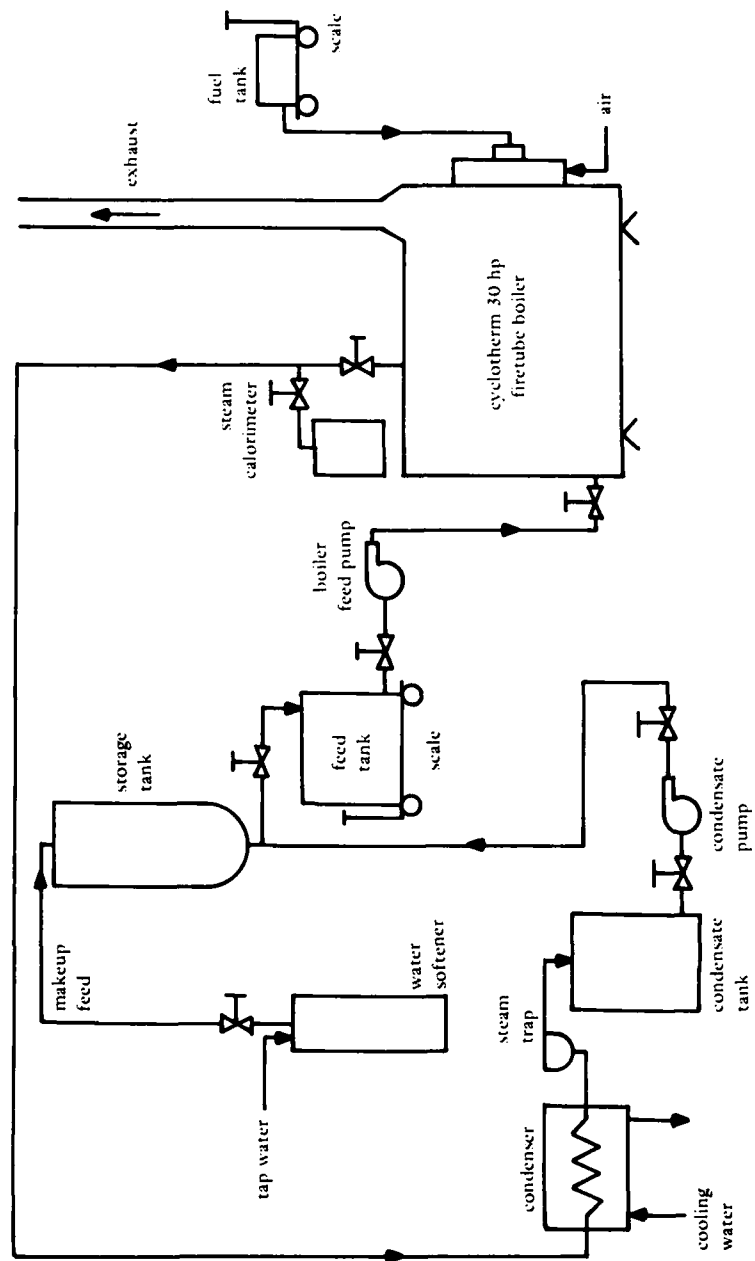 exhaust
fuel
tank
scale
air
steam
calorimeter
cyclotherm 30 hp
firetube boiler
boiler
feed pump
storage
tank
feed
tank
scale
makeup
feed
water
softener
tap water
steam
trap
condenser
cooling
water
condensate
tank
condensate
pump